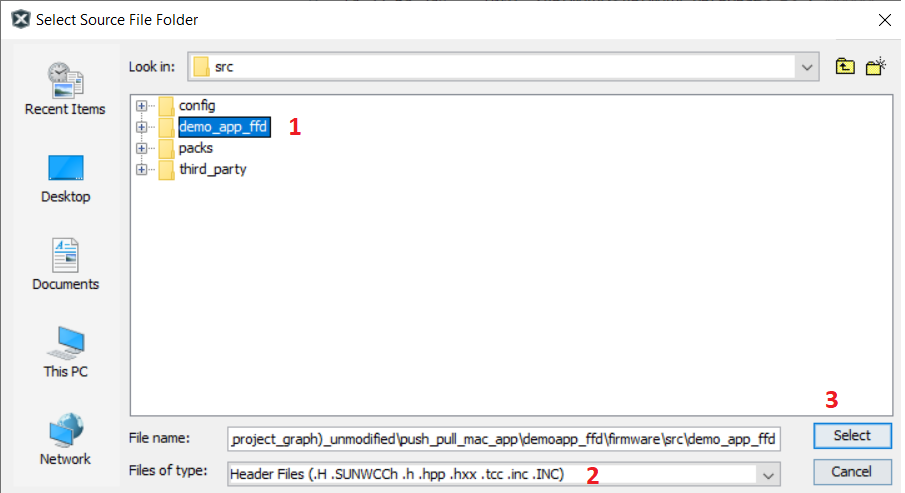 Select Source File Folder
Look in:
src
Recent Items
Desktop
Documents
This PC
Network
config
demo_app_ffd
1
packs
third_party
3
File name:
project_graph)_unmodified\push_pull_mac_app\demoapp_ffd\firmware\src\demo_app_ffd
Select
Files of type:
Header Files (.H .SUNWCCh .h .hpp .hxx .tcc .inc .INC)
2
Cancel